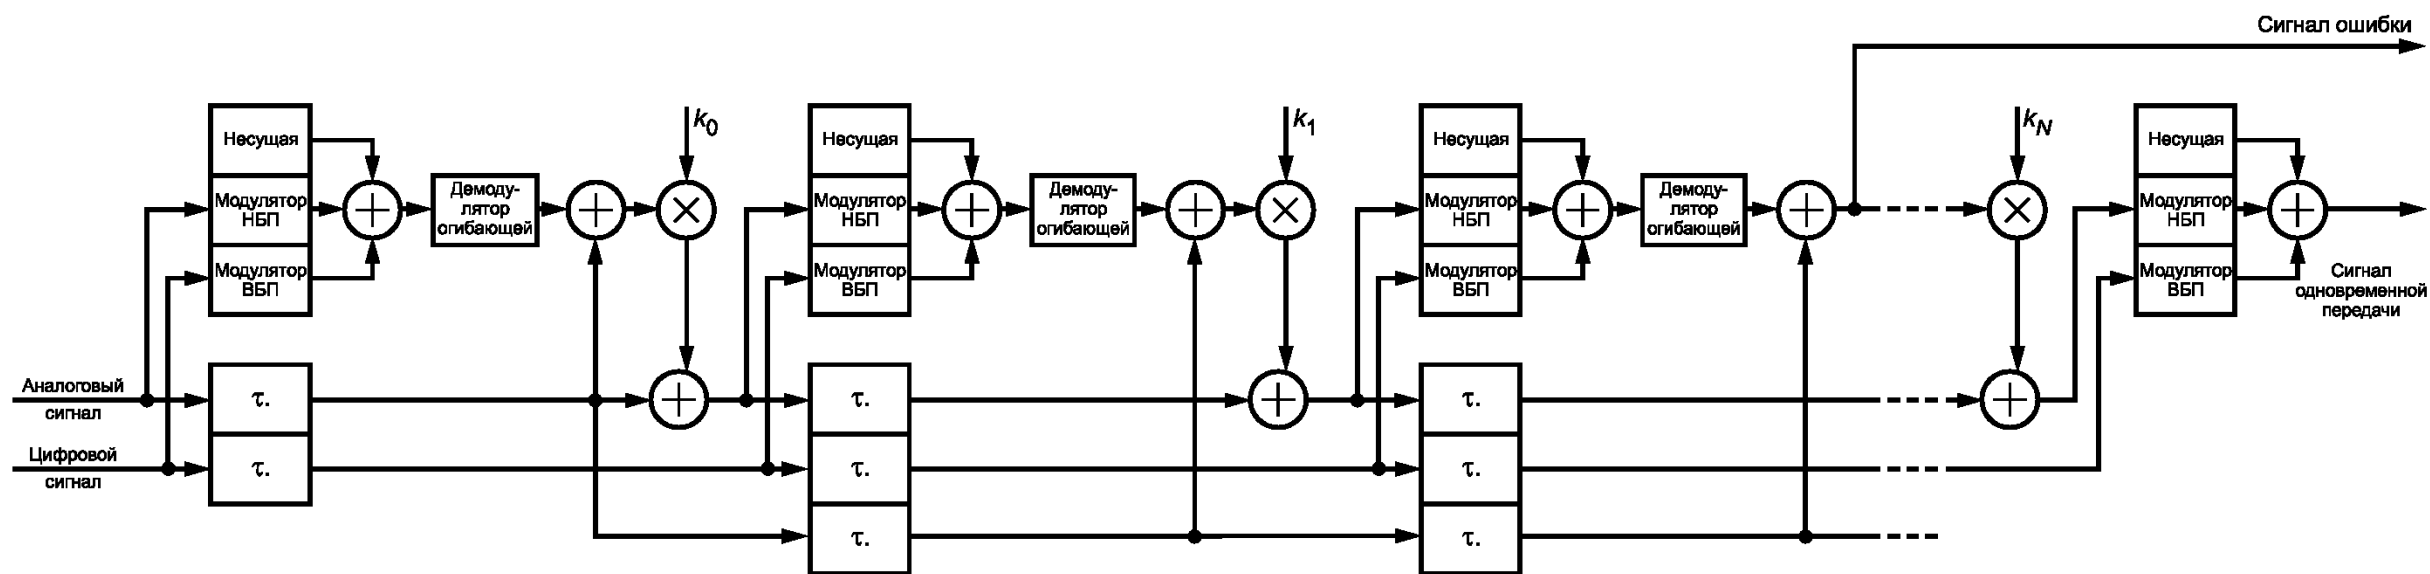 Сигнал ошибки
Несущая
Модулятор
НБП
Модулятор
ВБП
Демоду-
лятор
огибающей
k0
Несущая
Модулятор
НБП
Модулятор
ВБП
Демоду-
лятор
огибающей
k1
Несущая
Модулятор
НБП
Модулятор
ВБП
Демоду-
лятор
огибающей
kN
Несущая
Модулятор
НБП
Модулятор
ВБП
Сигнал
одновременной
передачи
Аналоговый
сигнал
Цифровой
сигнал
τ.
τ.
τ.
τ.
τ.
τ.
τ.
τ.